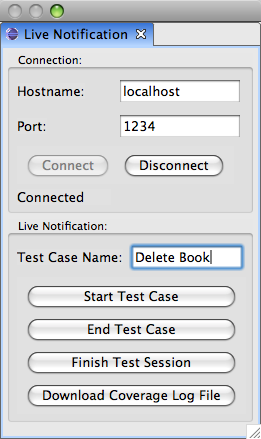 Live Notification
Connection:
Hostname: localhost
Port: 1234
Connect Disconnect
Connected
Live Notification:
Test Case Name: Delete Book
Start Test Case
End Test Case
Finish Test Session
Download Coverage Log File